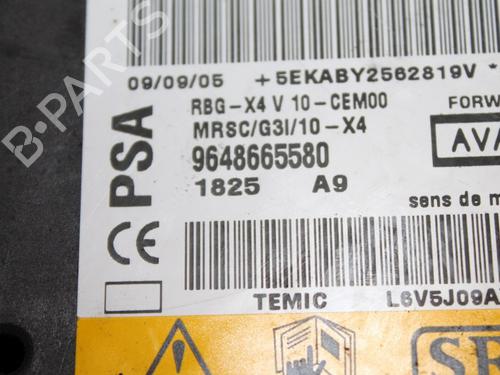 09/09/05 +5EKABY2562819V *
RBG-X4 V 10-CEM00
MRSC/G3I/10-X4
9648665580
1825 A9
FORW
AVA
sens de m
PSA
CE
TEMIC L6V5J09A